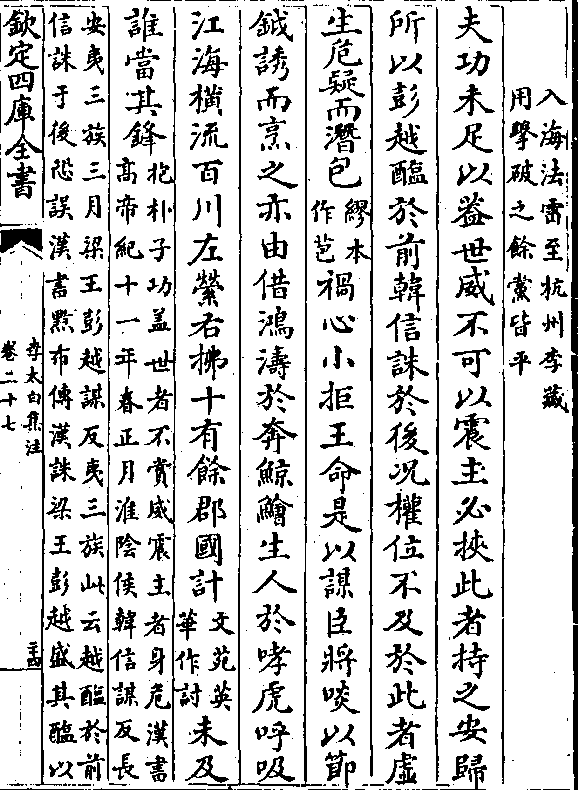 入海法雷至杭州李藏
用擊破之餘黨皆平
夫功未足以葢世威不可以震主必挾此者持之安歸
所以彭越醢於前韓信誅於後况權位不及於此者虛
生危疑而潛包繆本作苞禍心小拒王命是以謀臣將啖以節
鉞誘而烹之亦由借鴻濤於奔鯨鱠生人於哮虎呼吸
江海橫流百川左縈右拂十有餘郡國計文苑英華作討未及
誰當其鋒抱朴子功蓋世者不賞威震主者身危漢書高帝紀十一年春正月淮隂侯韓信謀反長
安夷三族三月梁王彭越謀反夷三族此云越醢於前
信誅于後恐誤漢書黥布傳漢誅梁王彭越盛其醢以
欽定四庫全書
李太白集注
卷二十七